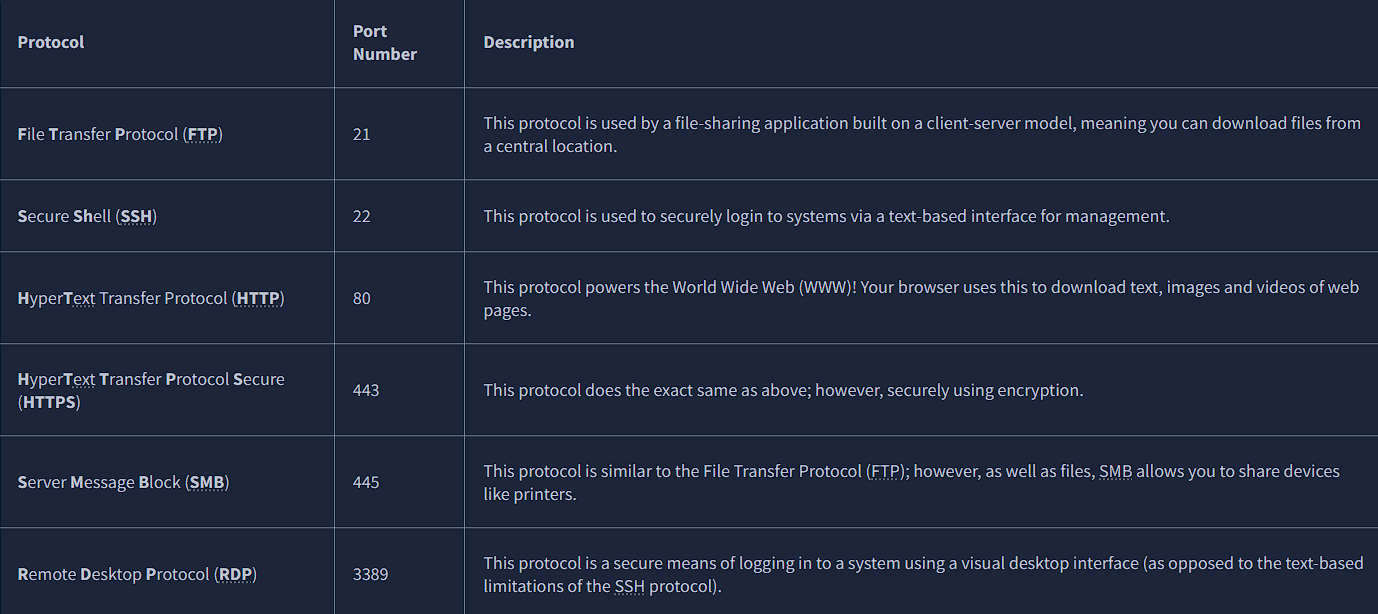 Protocol
Port
Number
Description
File Transfer Protocol (FTP)
21
This protocol is used by a file-sharing application built on a client-server model, meaning you can download files from
a central location.
Secure Shell (SSH)
22
This protocol is used to securely login to systems via a text-based interface for management.
HyperText Transfer Protocol (HTTP)
80
This protocol powers the World Wide Web (WWW)! Your browser uses this to download text, images and videos of web
pages.
HyperText Transfer Protocol Secure
(HTTPS)
443
This protocol does the exact same as above; however, securely using encryption.
Server Message Block (SMB)
445
This protocol is similar to the File Transfer Protocol (FTP); however, as well as files, SMB allows you to share devices
like printers.
Remote Desktop Protocol (RDP)
3389
This protocol is a secure means of logging in to a system using a visual desktop interface (as opposed to the text-based
limitations of the SSH protocol).